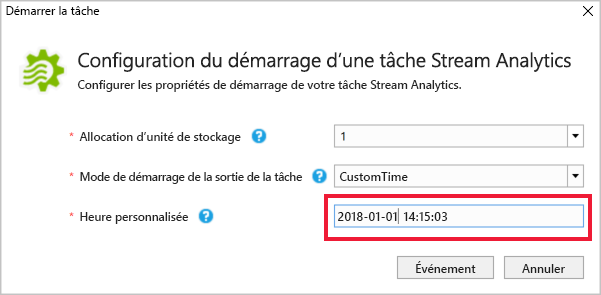 Démarrer la tâche
Configuration du démarrage d’une tâche Stream Analytics
Configurer les propriétés de démarrage de votre tâche Stream Analytics.
* Allocation d’unité de stockage ? 1
* Mode de démarrage de la sortie de la tâche ? CustomTime
* Heure personnalisée ? 2018-01-01 14:15:03
Événement Annuler